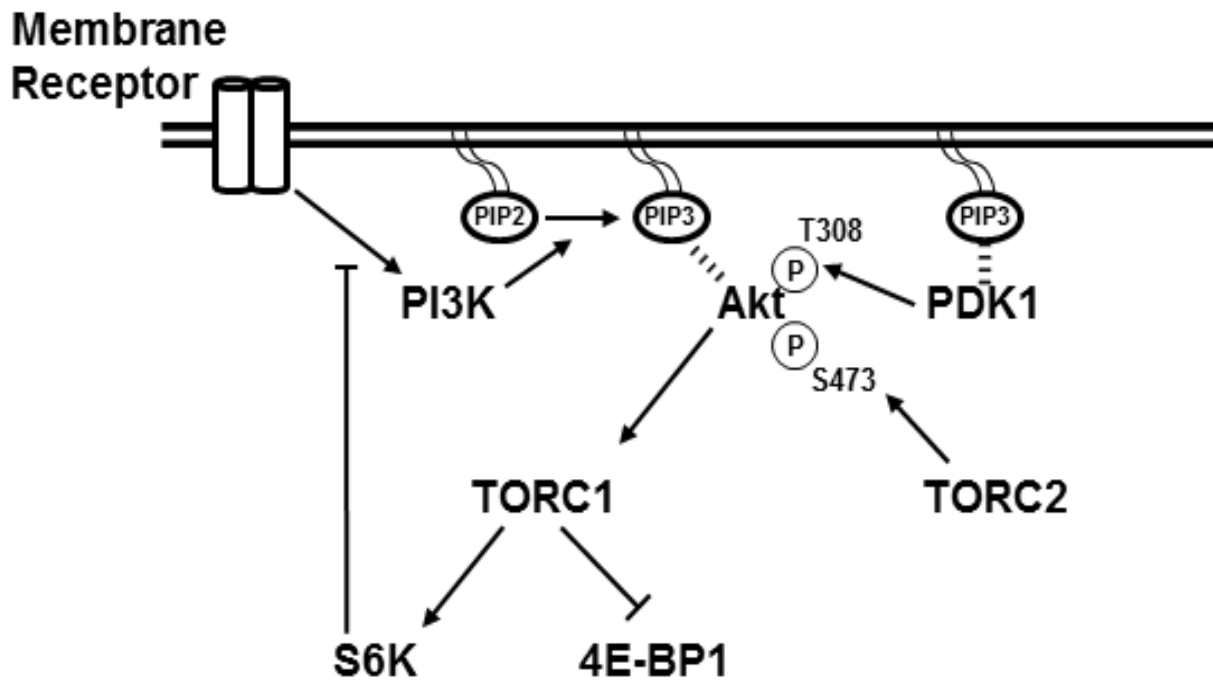 Membrane
Receptor
PIP2
PIP3
PIP3
T308
P
PI3K
Akt
PDK1
P
S473
TORC1
TORC2
S6K
4E-BP1